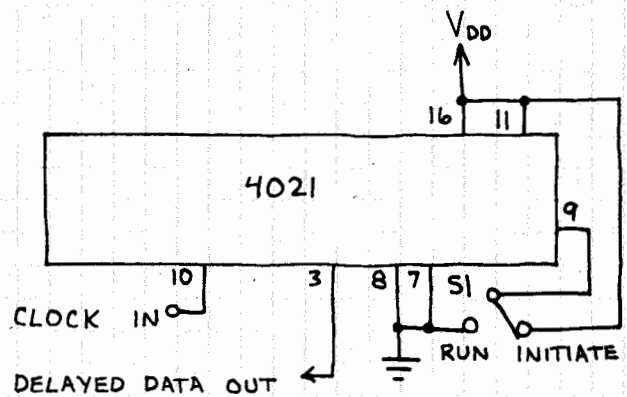 VDD
16 11
4021
9
10 3 8 7 S1
CLOCK IN
RUN INITIATE
DELAYED DATA OUT